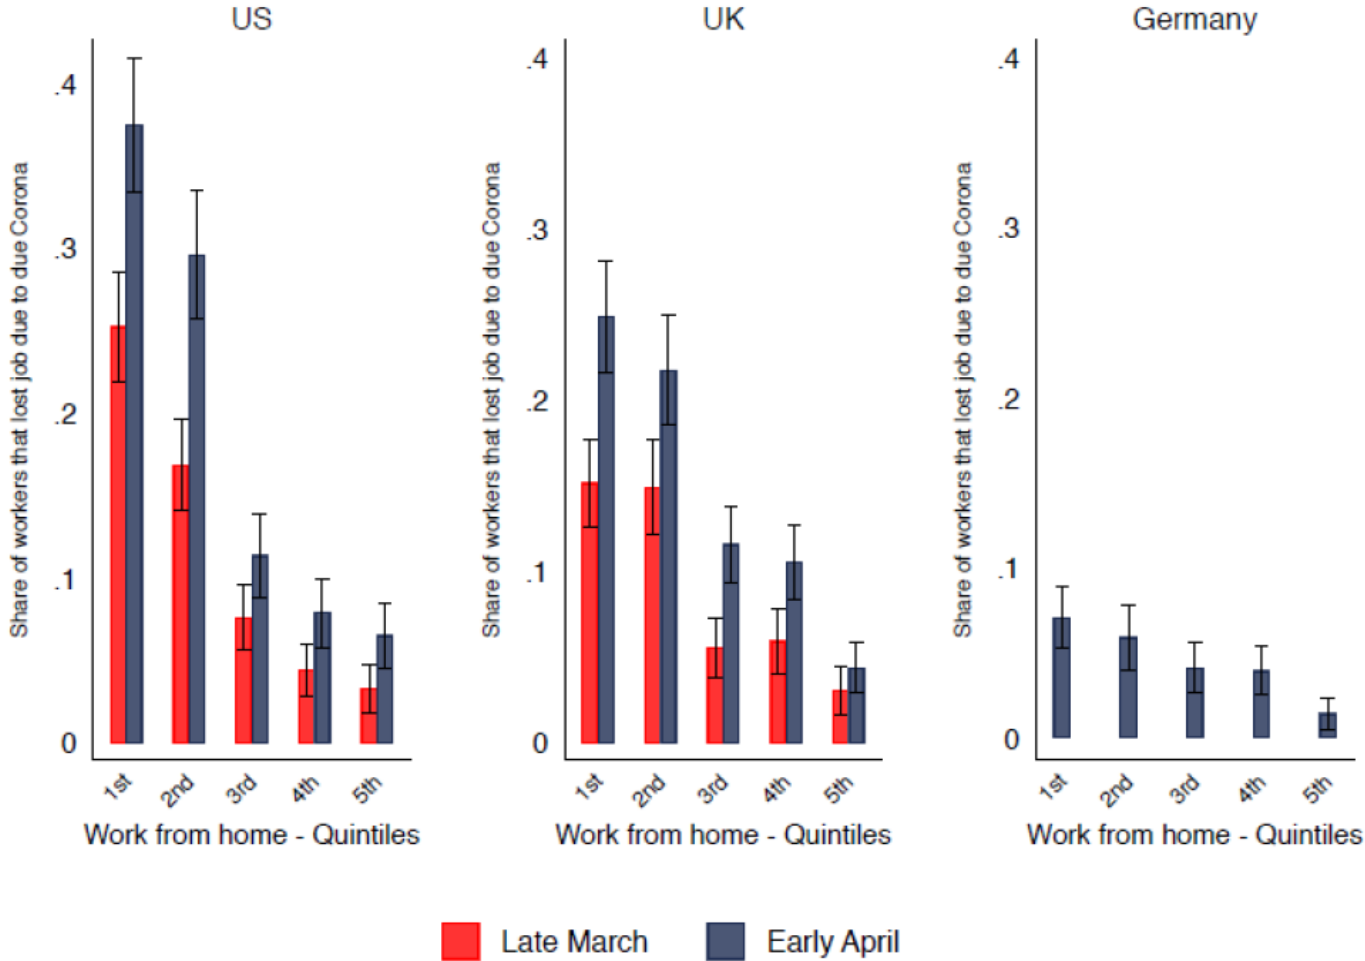 US
Share of workers that lost job due to due Corona
.4
.3
.2
.1
0
1st
2nd
3rd
4th
5th
Work from home - Quintiles
UK
Share of workers that lost job due to due Corona
.4
.3
.2
.1
0
1st
2nd
3rd
4th
5th
Work from home - Quintiles
Germany
Share of workers that lost job due to due Corona
.4
.3
.2
.1
0
1st
2nd
3rd
4th
5th
Work from home - Quintiles
Late March
Early April